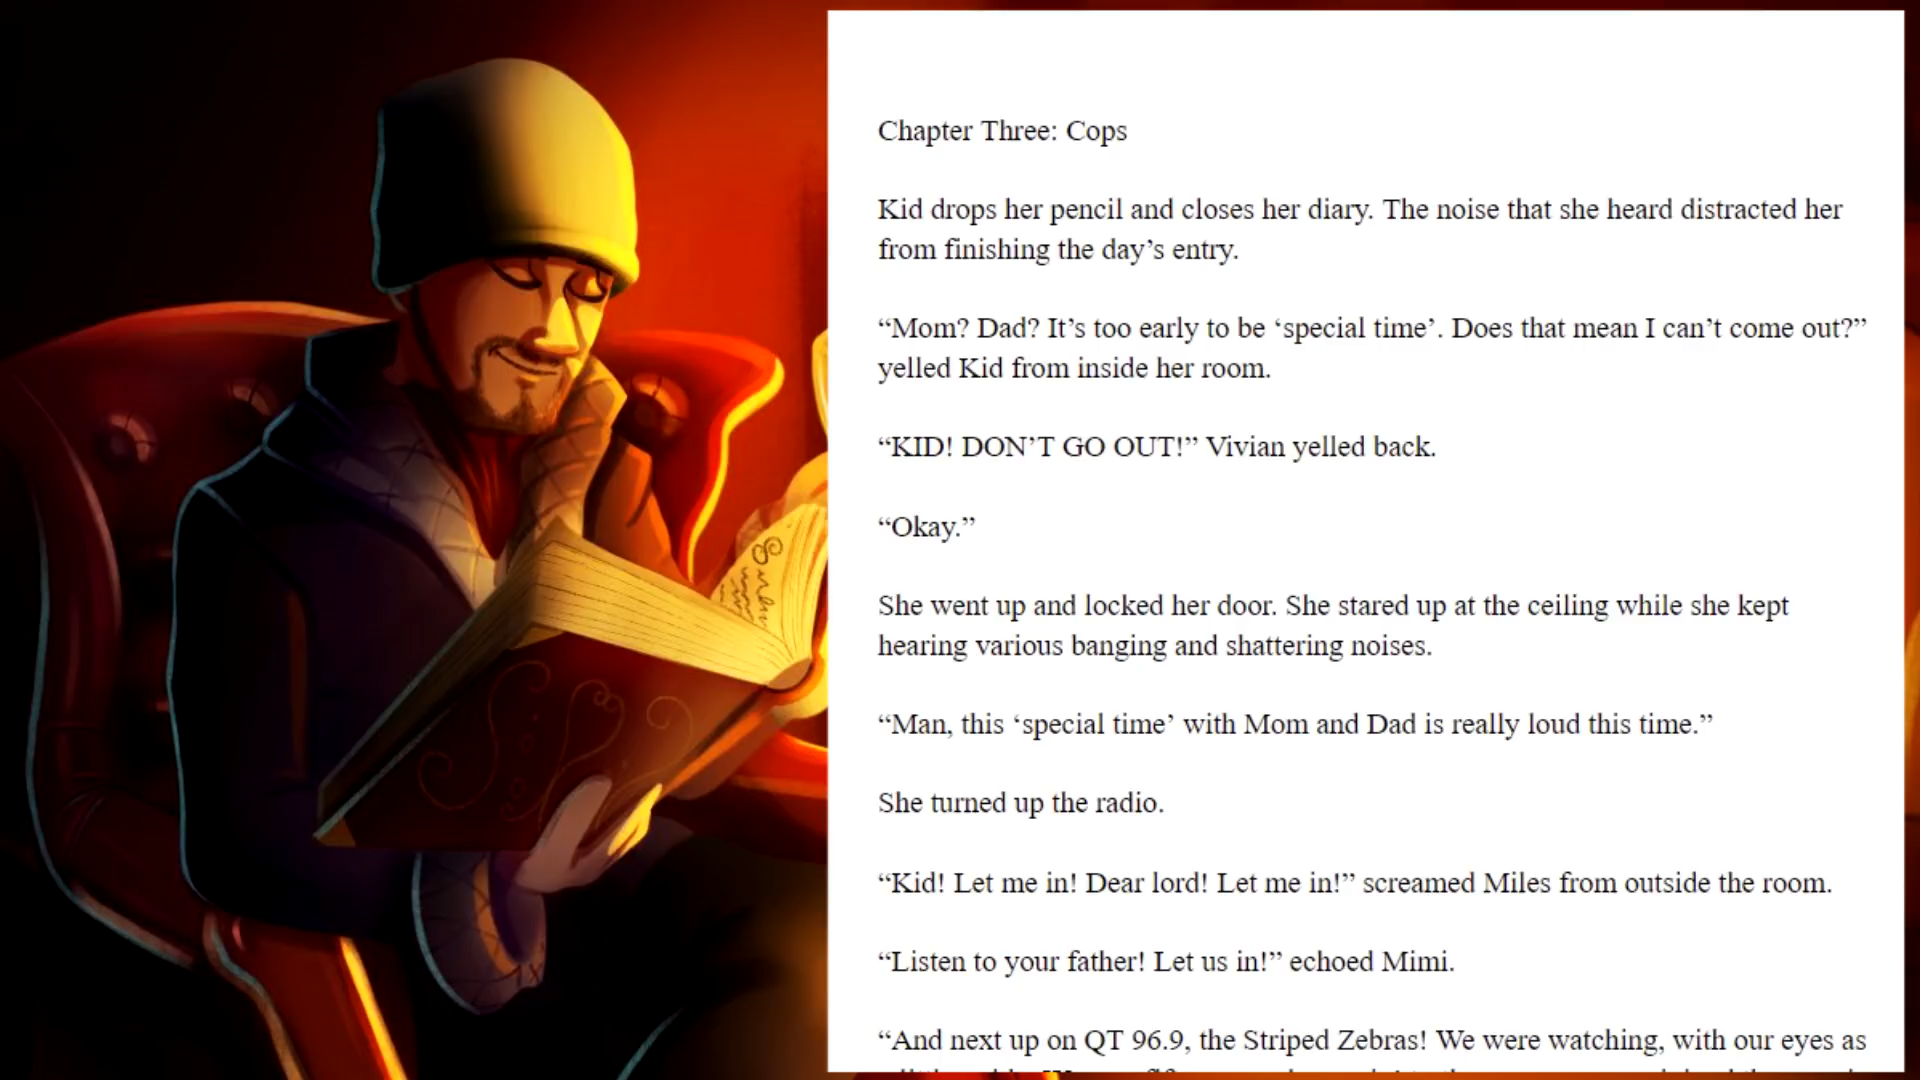 Chapter Three: Cops
Kid drops her pencil and closes her diary. The noise that she heard distracted her
from finishing the day’s entry.
“Mom? Dad? It’s too early to be ‘special time’. Does that mean I can’t come out?”
yelled Kid from inside her room.
“KID! DON’T GO OUT!” Vivian yelled back.
“Okay.”
She went up and locked her door. She stared up at the ceiling while she kept
hearing various banging and shattering noises.
“Man, this ‘special time’ with Mom and Dad is really loud this time.”
She turned up the radio.
“Kid! Let me in! Dear lord! Let me in!” screamed Miles from outside the room.
“Listen to your father! Let us in!” echoed Mimi.
“And next up on QT 96.9, the Striped Zebras! We were watching, with our eyes as